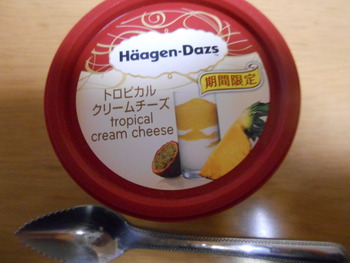 Häagen-Dazs
期間限定
トロピカル
クリームチーズ
tropical
cream cheese